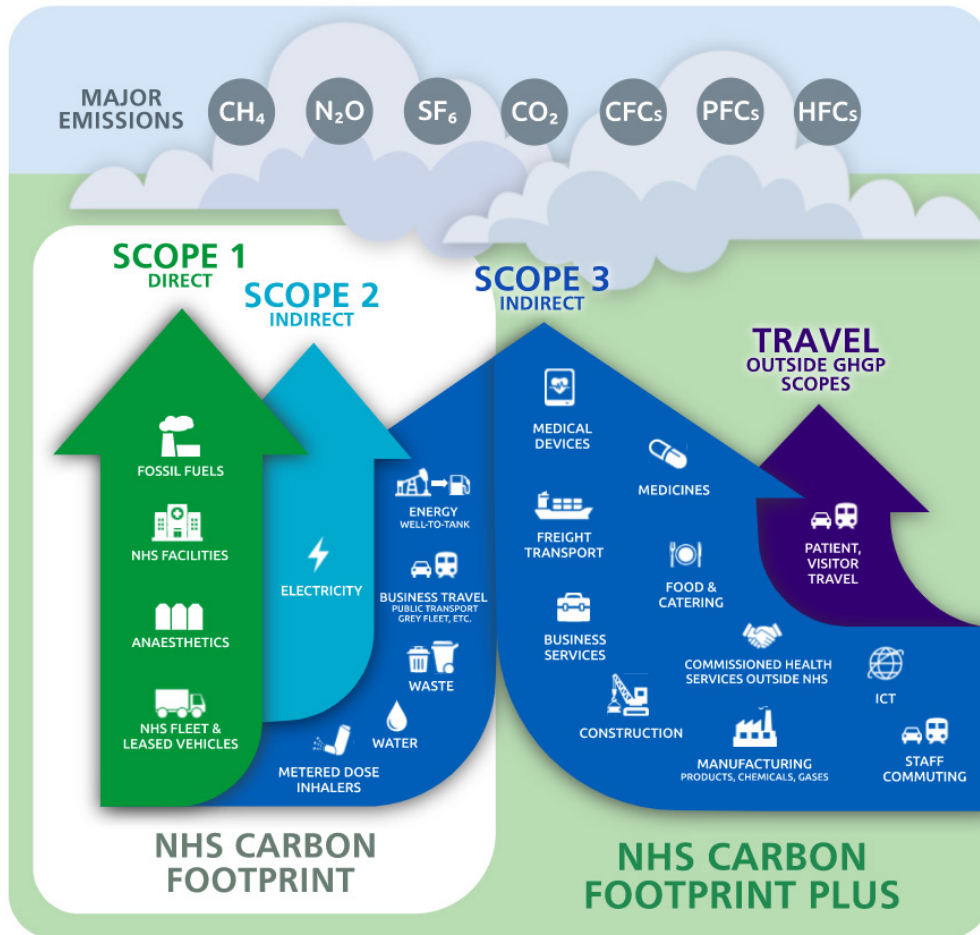 MAJOR
EMISSIONS
CH₄
N₂O
SF₆
CO₂
CFCs
PFCs
HFCs
SCOPE 1
DIRECT
FOSSIL FUELS
NHS FACILITIES
ANAESTHETICS
NHS FLEET &
LEASED VEHICLES
SCOPE 2
INDIRECT
ELECTRICITY
SCOPE 3
INDIRECT
ENERGY
WELL-TO-TANK
BUSINESS TRAVEL
PUBLIC TRANSPORT
GREY FLEET, ETC.
WASTE
WATER
METERED DOSE
INHALERS
MEDICAL
DEVICES
MEDICINES
FREIGHT
TRANSPORT
FOOD &
CATERING
BUSINESS
SERVICES
COMMISSIONED HEALTH
SERVICES OUTSIDE NHS
ICT
CONSTRUCTION
MANUFACTURING
PRODUCTS, CHEMICALS, GASES
STAFF
COMMUTING
TRAVEL
OUTSIDE GHGP
SCOPES
PATIENT,
VISITOR
TRAVEL
NHS CARBON
FOOTPRINT
NHS CARBON
FOOTPRINT PLUS